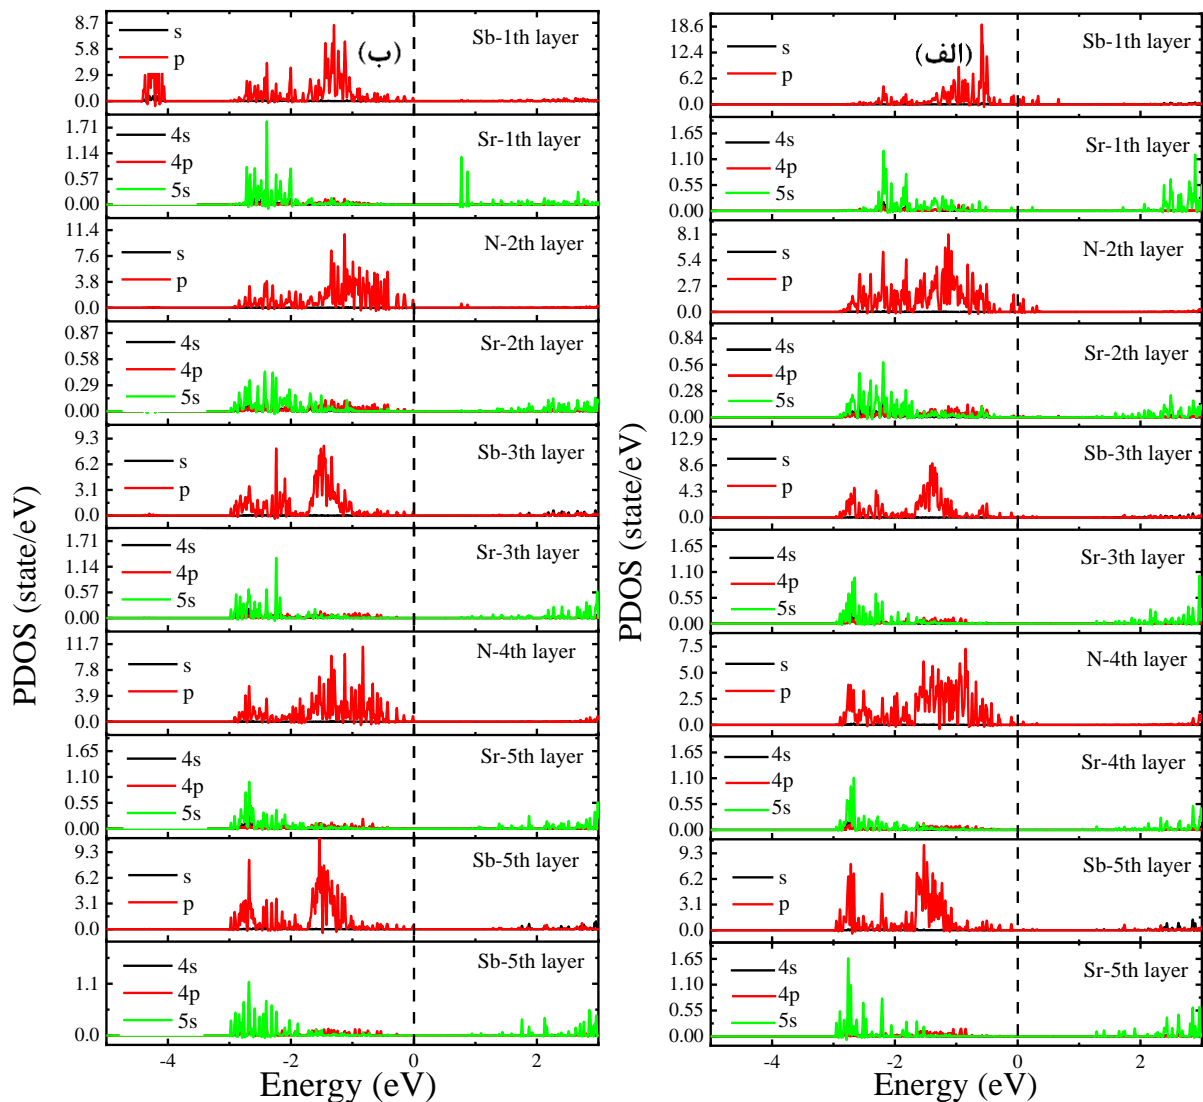 PDOS (state/eV)
8.7
5.8
2.9
0.0
s
p
(ب)
Sb-1th layer
1.71
1.14
0.57
0.00
4s
4p
5s
Sr-1th layer
11.4
7.6
3.8
0.0
s
p
N-2th layer
0.87
0.58
0.29
0.00
4s
4p
5s
Sr-2th layer
9.3
6.2
3.1
0.0
s
p
Sb-3th layer
1.71
1.14
0.57
0.00
4s
4p
5s
Sr-3th layer
11.7
7.8
3.9
0.0
s
p
N-4th layer
1.65
1.10
0.55
0.00
4s
4p
5s
Sr-5th layer
9.3
6.2
3.1
0.0
s
p
Sb-5th layer
1.1
0.0
4s
4p
5s
Sb-5th layer
-4 -2 0 2
Energy (eV)
PDOS (state/eV)
18.6
12.4
6.2
0.0
s
p
(الف)
Sb-1th layer
1.65
1.10
0.55
0.00
4s
4p
5s
Sr-1th layer
8.1
5.4
2.7
0.0
s
p
N-2th layer
0.84
0.56
0.28
0.00
4s
4p
5s
Sr-2th layer
12.9
8.6
4.3
0.0
s
p
Sb-3th layer
1.65
1.10
0.55
0.00
4s
4p
5s
Sr-3th layer
7.5
5.0
2.5
0.0
s
p
N-4th layer
1.65
1.10
0.55
0.00
4s
4p
5s
Sr-4th layer
9.3
6.2
3.1
0.0
s
p
Sb-5th layer
1.65
1.10
0.55
0.00
4s
4p
5s
Sr-5th layer
-4 -2 0 2
Energy (eV)